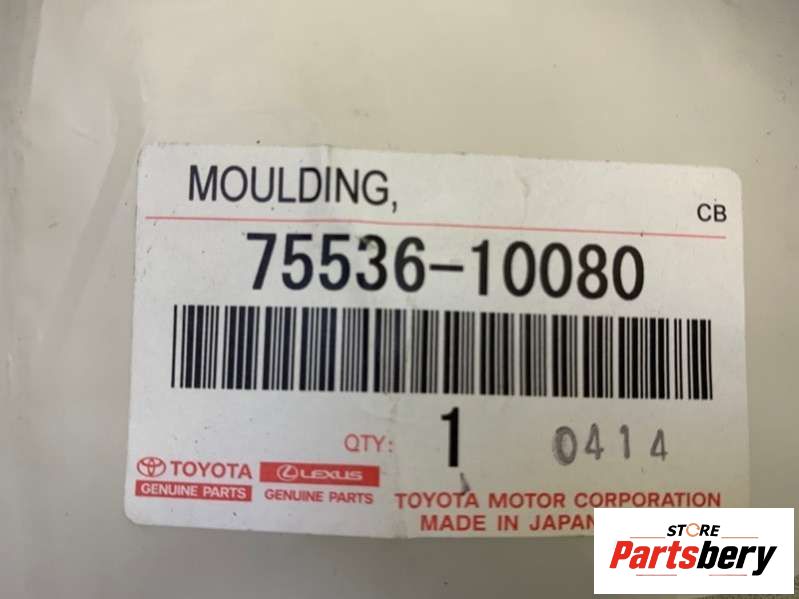 MOULDING,
CB
75536-10080
QTY: 1 0414
TOYOTA LEXUS
GENUINE PARTS GENUINE PARTS
TOYOTA MOTOR CORPORATION
MADE IN JAPAN
STORE
Partsbery